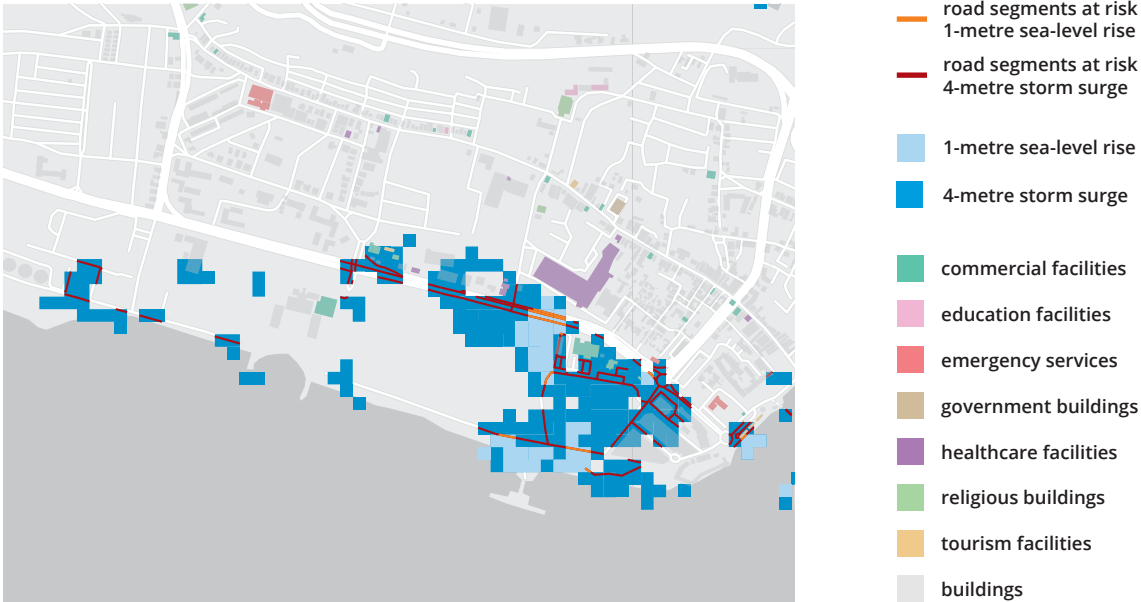 road segments at risk
1-metre sea-level rise
road segments at risk
4-metre storm surge
1-metre sea-level rise
4-metre storm surge
commercial facilities
education facilities
emergency services
government buildings
healthcare facilities
religious buildings
tourism facilities
buildings